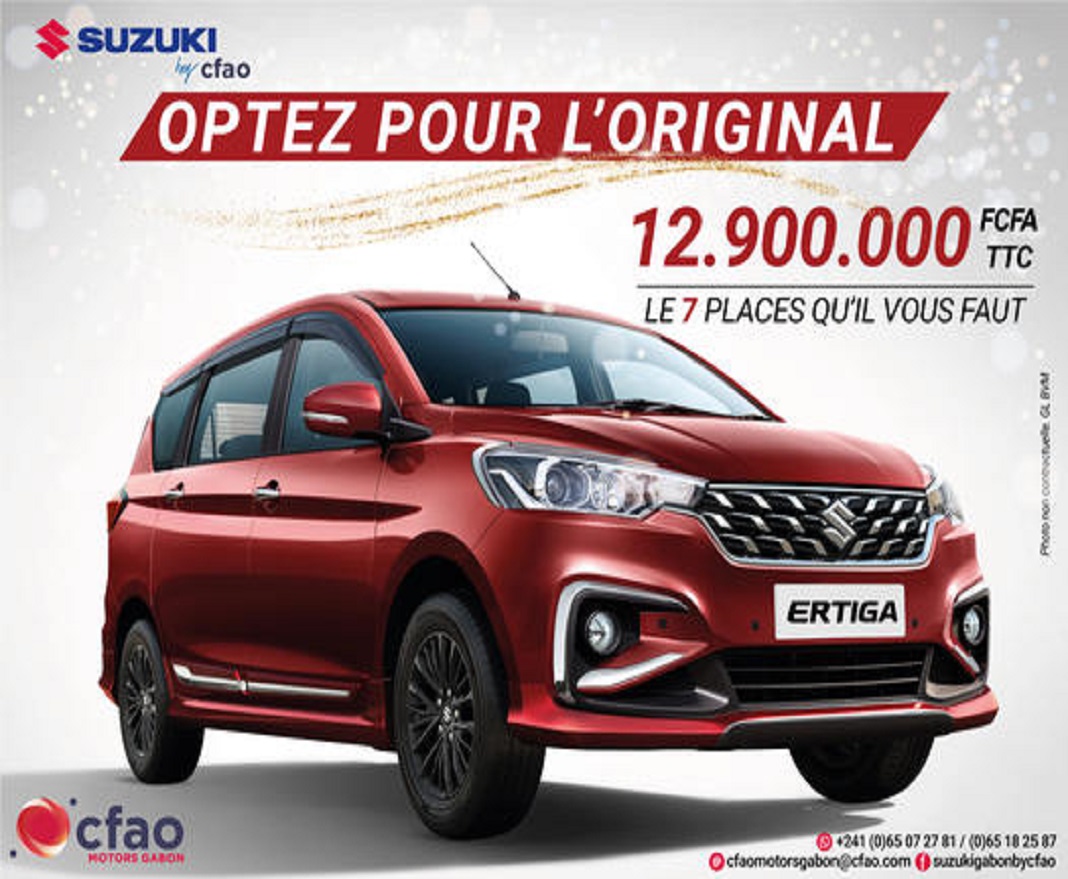 SUZUKI
by cfao
OPTEZ POUR L'ORIGINAL
12.900.000 FCFA
TTC
LE 7 PLACES QU'IL VOUS FAUT
Photo non contractuelle. GL BVM
ERTIGA
cfao
MOTORS GABON
+241 (0)65 07 27 81 / (0)65 18 25 87
cfaomotorsgabon@cfao.com suzukigabonbycfao